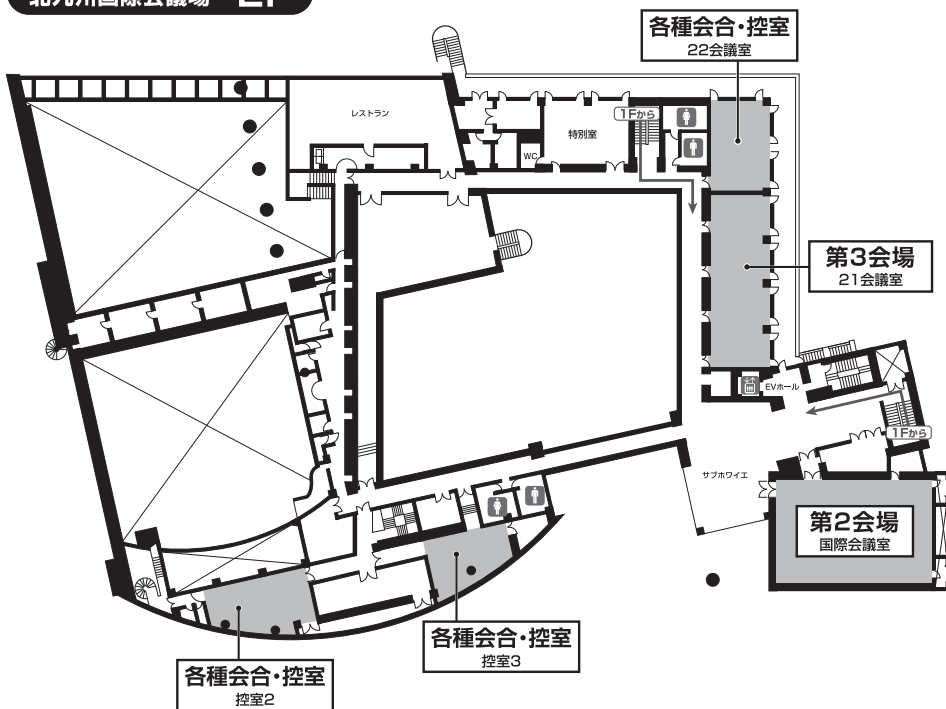 北九州国際会議場 2F
各種会合・控室
22会議室
レストラン
1Fから
特別室
WC
第3会場
21会議室
EVホール
1Fから
サブホワイエ
第2会場
国際会議室
各種会合・控室
控室3
各種会合・控室
控室2